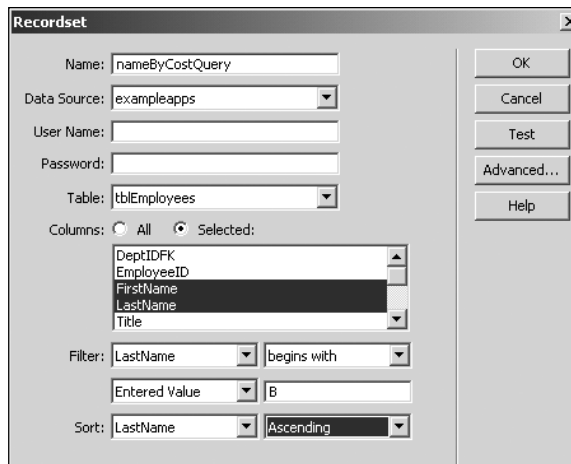 Recordset
Name: nameByCostQuery
OK
Data Source: exampleapps
Cancel
User Name:
Test
Password:
Advanced...
Table: tblEmployees
Help
Columns: All Selected:
DeptIDFK
EmployeeID
FirstName
LastName
Title
Filter: LastName begins with
Entered Value B
Sort: LastName Ascending